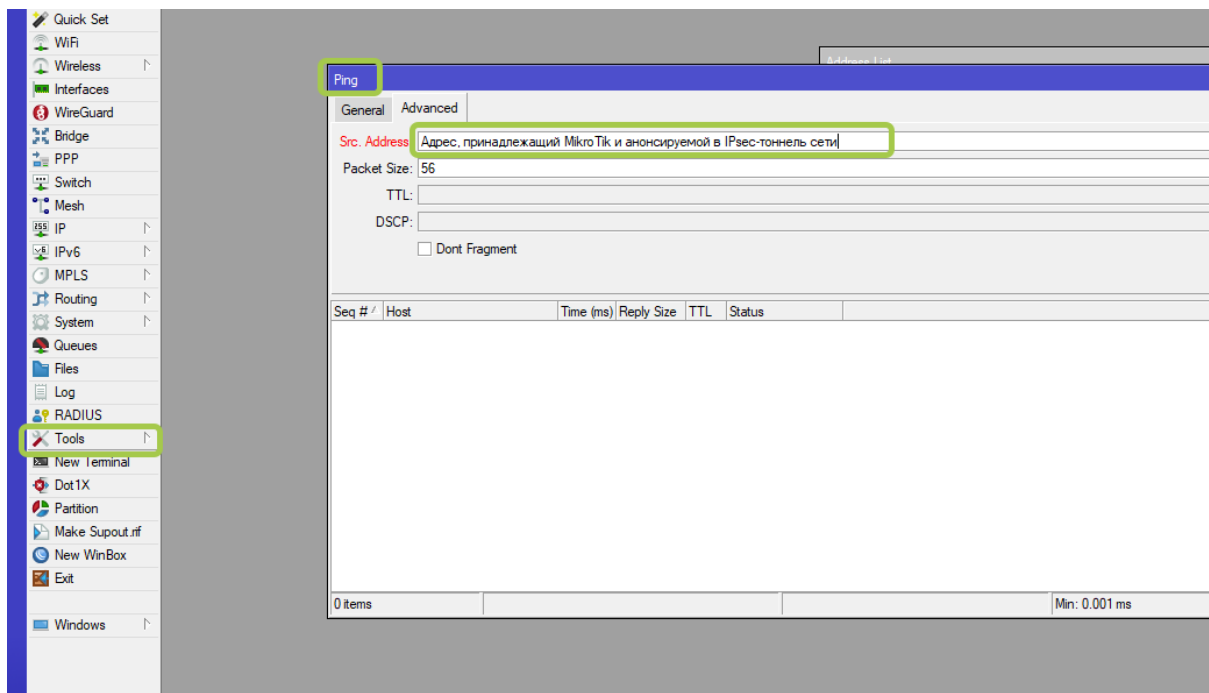 Quick Set
WiFi
Wireless
Interfaces
WireGuard
Bridge
PPP
Switch
Mesh
IP
IPv6
MPLS
Routing
System
Queues
Files
Log
RADIUS
Tools
New Terminal
Dot1X
Partition
Make Supout.rif
New WinBox
Exit
Windows
Address List
Ping
General Advanced
Src. Address: Адрес, принадлежащий MikroTik и анонсируемой в IPsec-тоннель сети
Packet Size: 56
TTL:
DSCP:
Dont Fragment
Seq # Host Time (ms) Reply Size TTL Status
0 items Min: 0.001 ms